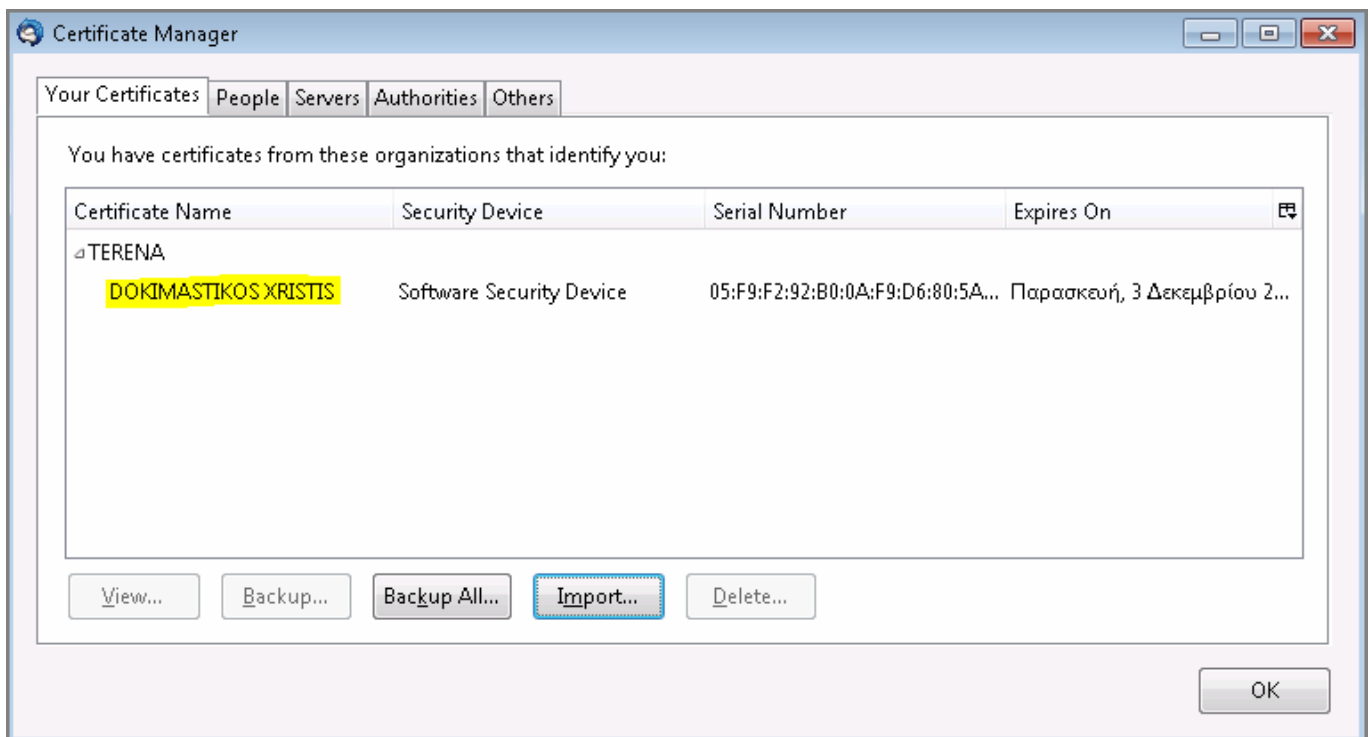 Certificate Manager
Your Certificates People Servers Authorities Others
You have certificates from these organizations that identify you:
Certificate Name Security Device Serial Number Expires On
TERENA
DOKIMASTIKOS XRISTIS Software Security Device 05:F9:F2:92:B0:0A:F9:D6:80:5A... Παρασκευή, 3 Δεκεμβρίου 2...
View... Backup... Backup All... Import... Delete...
OK